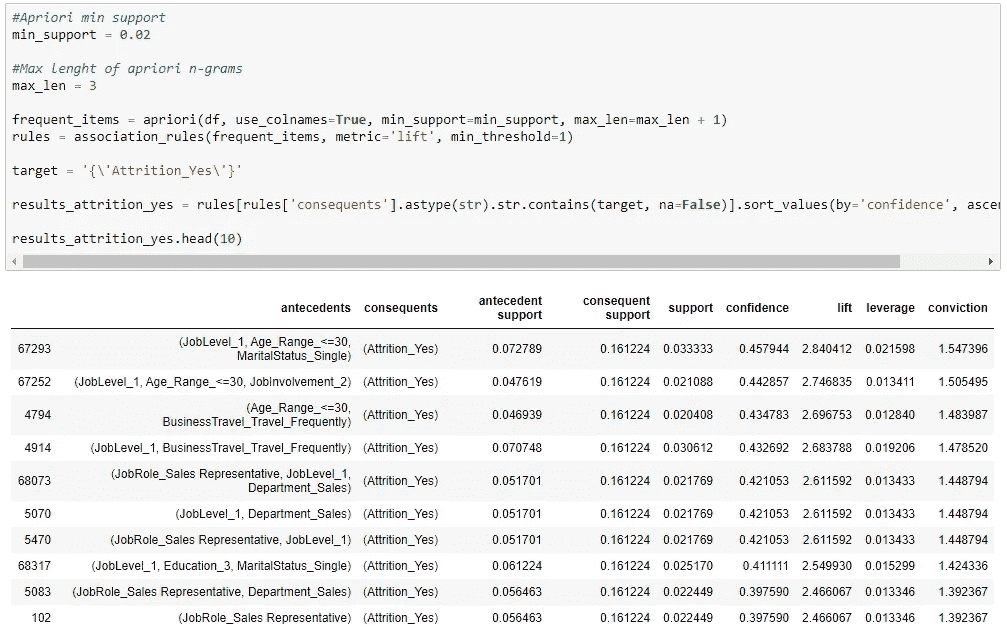 #Apriori min support
min_support = 0.02
#Max lenght of apriori n-grams
max_len = 3
frequent_items = apriori(df, use_colnames=True, min_support=min_support, max_len=max_len + 1)
rules = association_rules(frequent_items, metric='lift', min_threshold=1)
target = '{\'Attrition_Yes\'}'
results_attrition_yes = rules[rules['consequents'].astype(str).str.contains(target, na=False)].sort_values(by='confidence', ascen
results_attrition_yes.head(10)
antecedents consequents antecedent support consequent support support confidence lift leverage conviction
67293 (JobLevel_1, Age_Range_<=30, MaritalStatus_Single) (Attrition_Yes) 0.072789 0.161224 0.033333 0.457944 2.840412 0.021598 1.547396
67252 (JobLevel_1, Age_Range_<=30, JobInvolvement_2) (Attrition_Yes) 0.047619 0.161224 0.021088 0.442857 2.746835 0.013411 1.505495
4794 (Age_Range_<=30, BusinessTravel_Travel_Frequently) (Attrition_Yes) 0.046939 0.161224 0.020408 0.434783 2.696753 0.012840 1.483987
4914 (JobLevel_1, BusinessTravel_Travel_Frequently) (Attrition_Yes) 0.070748 0.161224 0.030612 0.432692 2.683788 0.019206 1.478520
68073 (JobRole_Sales Representative, JobLevel_1, Department_Sales) (Attrition_Yes) 0.051701 0.161224 0.021769 0.421053 2.611592 0.013433 1.448794
5070 (JobLevel_1, Department_Sales) (Attrition_Yes) 0.051701 0.161224 0.021769 0.421053 2.611592 0.013433 1.448794
5470 (JobRole_Sales Representative, JobLevel_1) (Attrition_Yes) 0.051701 0.161224 0.021769 0.421053 2.611592 0.013433 1.448794
68317 (JobLevel_1, Education_3, MaritalStatus_Single) (Attrition_Yes) 0.061224 0.161224 0.025170 0.411111 2.549930 0.015299 1.424336
5083 (JobRole_Sales Representative, Department_Sales) (Attrition_Yes) 0.056463 0.161224 0.022449 0.397590 2.466067 0.013346 1.392367
102 (JobRole_Sales Representative) (Attrition_Yes) 0.056463 0.161224 0.022449 0.397590 2.466067 0.013346 1.392367